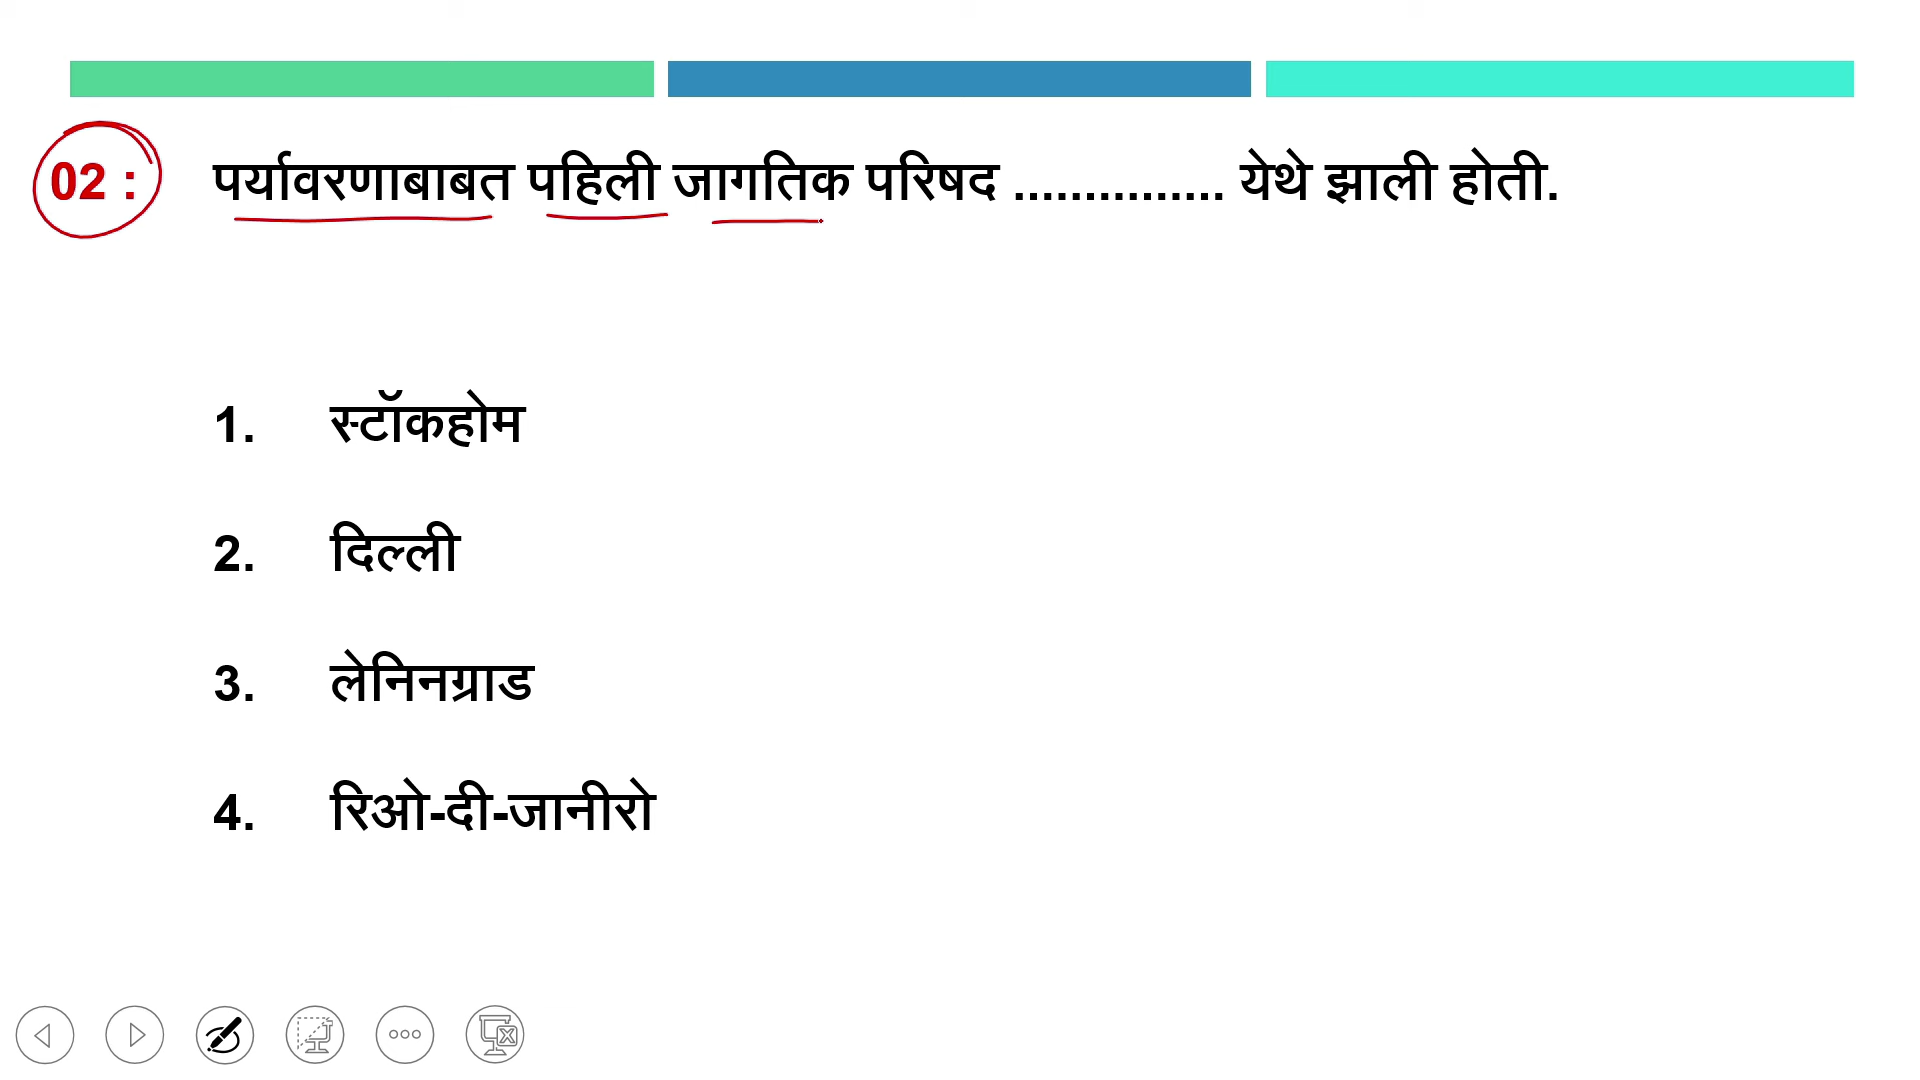 02 : पर्यावरणाबाबत पहिली जागतिक परिषद ............... येथे झाली होती.
1. स्टॉकहोम
2. दिल्ली
3. लेनिनग्राड
4. रिओ-दी-जानीरो